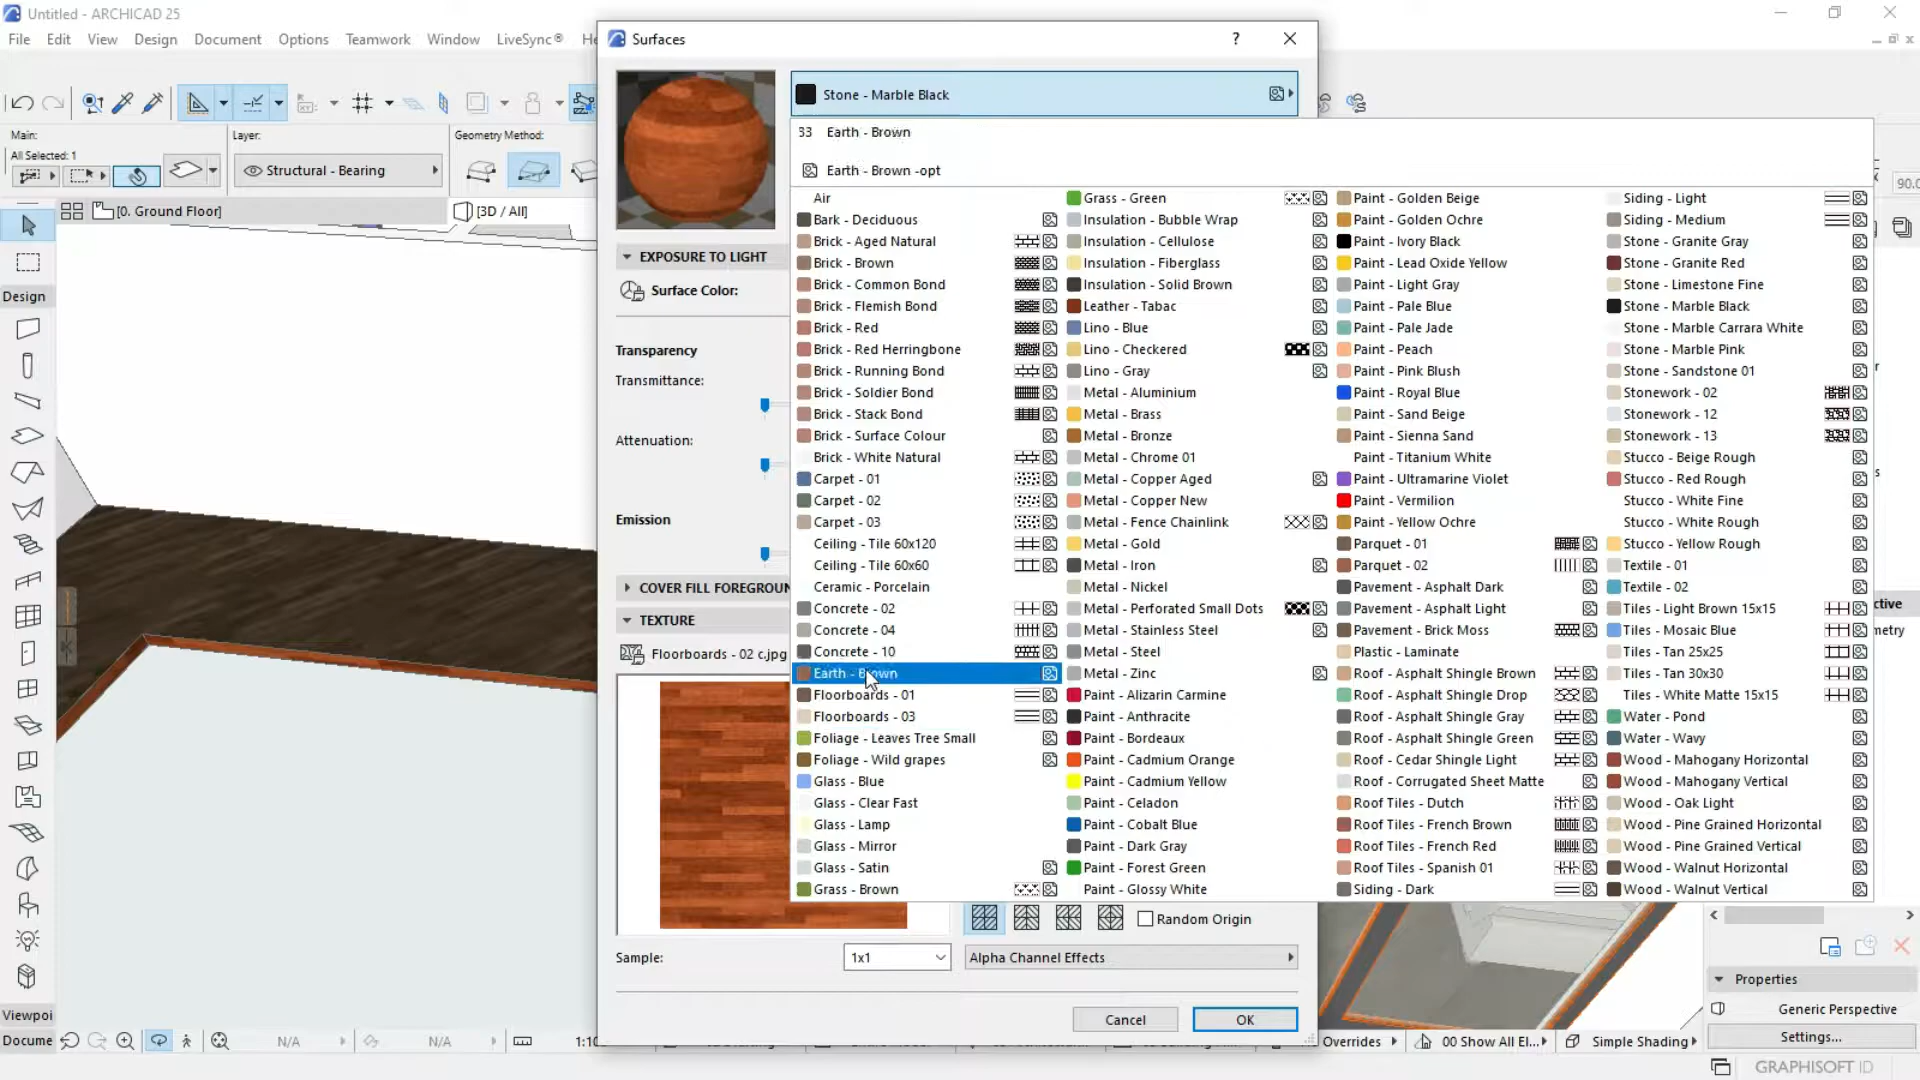 Untitled - ARCHICAD 25
File Edit View Design Document Options Teamwork Window LiveSync®
Main:
All Selected: 1
Layer:
Structural - Bearing
Geometry Method:
[0. Ground Floor]
[3D / All]
Design
Viewpoi
Docume
N/A
N/A
Surfaces
?
Stone - Marble Black
33 Earth - Brown
Earth - Brown -opt
EXPOSURE TO LIGHT
Surface Color:
Transparency
Transmittance:
Attenuation:
Emission
COVER FILL FOREGROUN
TEXTURE
Floorboards - 02 c.jpg
Air
Bark - Deciduous
Brick - Aged Natural
Brick - Brown
Brick - Common Bond
Brick - Flemish Bond
Brick - Red
Brick - Red Herringbone
Brick - Running Bond
Brick - Soldier Bond
Brick - Stack Bond
Brick - Surface Colour
Brick - White Natural
Carpet - 01
Carpet - 02
Carpet - 03
Ceiling - Tile 60x120
Ceiling - Tile 60x60
Ceramic - Porcelain
Concrete - 02
Concrete - 04
Concrete - 10
Earth - Brown
Floorboards - 01
Floorboards - 03
Foliage - Leaves Tree Small
Foliage - Wild grapes
Glass - Blue
Glass - Clear Fast
Glass - Lamp
Glass - Mirror
Glass - Satin
Grass - Brown
Grass - Green
Insulation - Bubble Wrap
Insulation - Cellulose
Insulation - Fiberglass
Insulation - Solid Brown
Leather - Tabac
Lino - Blue
Lino - Checkered
Lino - Gray
Metal - Aluminium
Metal - Brass
Metal - Bronze
Metal - Chrome 01
Metal - Copper Aged
Metal - Copper New
Metal - Fence Chainlink
Metal - Gold
Metal - Iron
Metal - Nickel
Metal - Perforated Small Dots
Metal - Stainless Steel
Metal - Steel
Metal - Zinc
Paint - Alizarin Carmine
Paint - Anthracite
Paint - Bordeaux
Paint - Cadmium Orange
Paint - Cadmium Yellow
Paint - Celadon
Paint - Cobalt Blue
Paint - Dark Gray
Paint - Forest Green
Paint - Glossy White
Paint - Golden Beige
Paint - Golden Ochre
Paint - Ivory Black
Paint - Lead Oxide Yellow
Paint - Light Gray
Paint - Pale Blue
Paint - Pale Jade
Paint - Peach
Paint - Pink Blush
Paint - Royal Blue
Paint - Sand Beige
Paint - Sienna Sand
Paint - Titanium White
Paint - Ultramarine Violet
Paint - Vermilion
Paint - Yellow Ochre
Parquet - 01
Parquet - 02
Pavement - Asphalt Dark
Pavement - Asphalt Light
Pavement - Brick Moss
Plastic - Laminate
Roof - Asphalt Shingle Brown
Roof - Asphalt Shingle Drop
Roof - Asphalt Shingle Gray
Roof - Asphalt Shingle Green
Roof - Cedar Shingle Light
Roof - Corrugated Sheet Matte
Roof Tiles - Dutch
Roof Tiles - French Brown
Roof Tiles - French Red
Roof Tiles - Spanish 01
Siding - Dark
Siding - Light
Siding - Medium
Stone - Granite Gray
Stone - Granite Red
Stone - Limestone Fine
Stone - Marble Black
Stone - Marble Carrara White
Stone - Marble Pink
Stone - Sandstone 01
Stonework - 02
Stonework - 12
Stonework - 13
Stucco - Beige Rough
Stucco - Red Rough
Stucco - White Fine
Stucco - White Rough
Stucco - Yellow Rough
Textile - 01
Textile - 02
Tiles - Light Brown 15x15
Tiles - Mosaic Blue
Tiles - Tan 25x25
Tiles - Tan 30x30
Tiles - White Matte 15x15
Water - Pond
Water - Wavy
Wood - Mahogany Horizontal
Wood - Mahogany Vertical
Wood - Oak Light
Wood - Pine Grained Horizontal
Wood - Pine Grained Vertical
Wood - Walnut Horizontal
Wood - Walnut Vertical
Random Origin
Sample:
1x1
Alpha Channel Effects
Cancel
OK
90.0
ctive
metry
Properties
Generic Perspective
Settings...
Overrides
00 Show All El...
Simple Shading
GRAPHISOFT ID